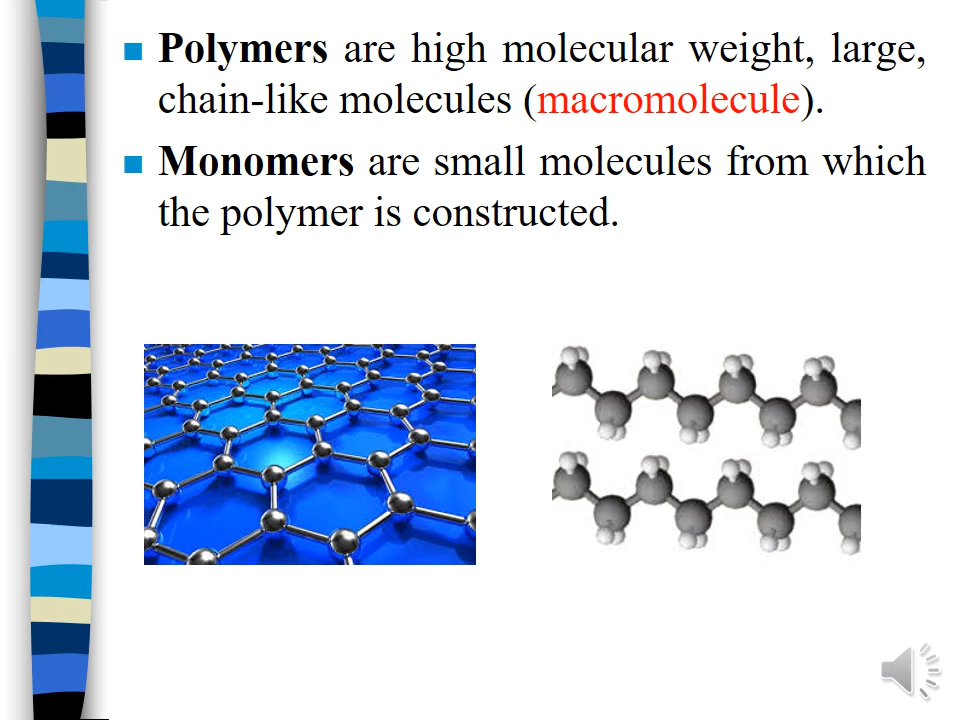 Polymers are high molecular weight, large,
chain-like molecules (macromolecule).
Monomers are small molecules from which
the polymer is constructed.